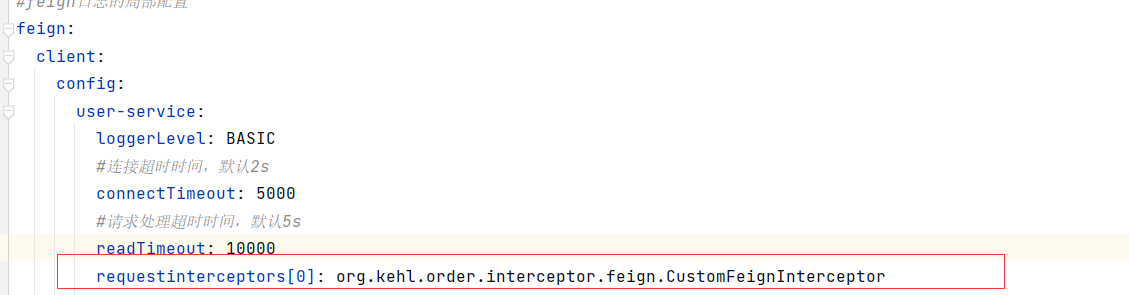 #feign日志的局部配置
feign:
client:
config:
user-service:
loggerLevel: BASIC
#连接超时时间，默认2s
connectTimeout: 5000
#请求处理超时时间，默认5s
readTimeout: 10000
requestinterceptors[0]: org.kehl.order.interceptor.feign.CustomFeignInterceptor